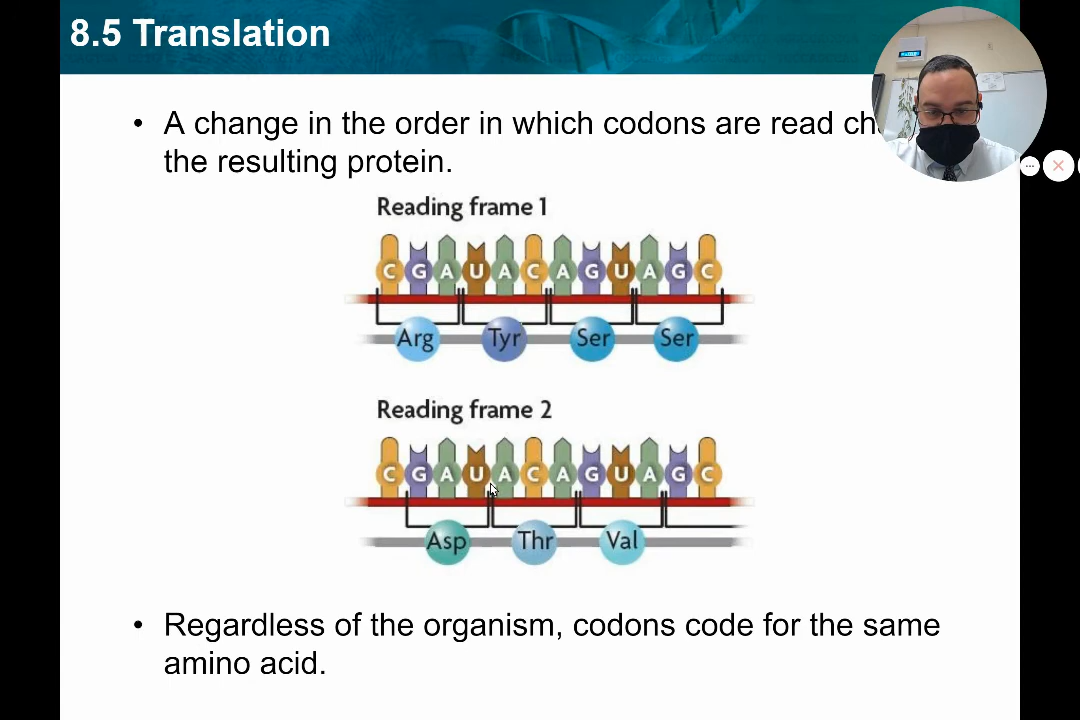 8.5 Translation
• A change in the order in which codons are read
the resulting protein.
Reading frame 1
C G A U A C A G U A G C
Arg Tyr Ser Ser
Reading frame 2
C G A U A C A G U A G C
Asp Thr Val
• Regardless of the organism, codons code for the same
amino acid.